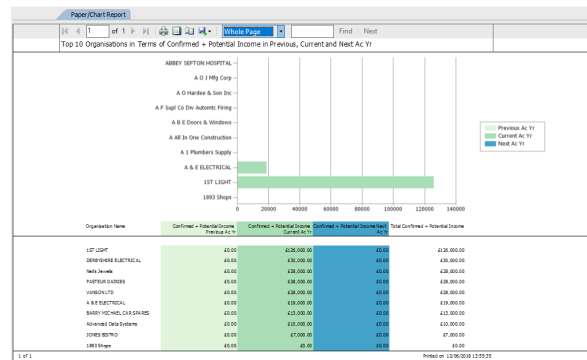 Paper/Chart Report
1 of 1 Whole Page Find Next
Top 10 Organisations in Terms of Confirmed + Potential Income in Previous, Current and Next Ac Yr
ABBEY SEFTON HOSPITAL
A O J Mfg Corp
A O Hardee & Son Inc
A F Supl Co Div Automtc Firing
A B E Doors & Windows
A All In One Construction
A 1 Plumbers Supply
A & E ELECTRICAL
1ST LIGHT
1893 Shops
0 20000 40000 60000 80000 100000 120000 140000
Previous Ac Yr
Current Ac Yr
Next Ac Yr
Organisation Name Confirmed + Potential Income Previous Ac Yr Confirmed + Potential Income Current Ac Yr Confirmed + Potential Income Next Ac Yr Total Confirmed + Potential Income
1ST LIGHT £0.00 £126,000.00 £0.00 £126,000.00
DERBYSHIRE ELECTRICAL £0.00 £30,000.00 £0.00 £30,000.00
Neils Jewels £0.00 £28,000.00 £0.00 £28,000.00
PASTEUR DAIRIES £0.00 £28,000.00 £0.00 £28,000.00
VANSON LTD £0.00 £28,000.00 £0.00 £28,000.00
A & E ELECTRICAL £0.00 £19,000.00 £0.00 £19,000.00
BARRY MICHAEL CAR SPARES £0.00 £13,000.00 £0.00 £13,000.00
Advanced Data Systems £0.00 £10,000.00 £0.00 £10,000.00
JONES BISTRO £0.00 £7,000.00 £0.00 £7,000.00
1893 Shops £0.00 £0.00 £0.00 £0.00
1 of 1 Printed on 12/06/2018 13:55:35